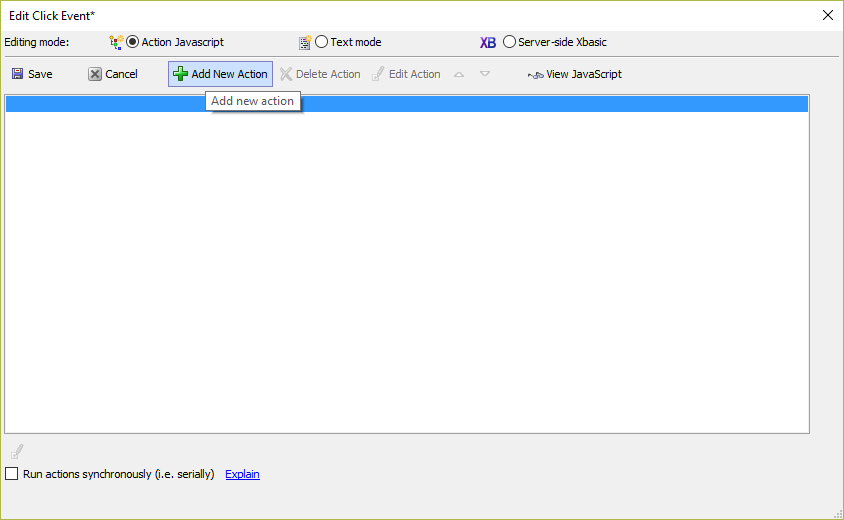 Edit Click Event*
Editing mode: Action Javascript Text mode XB Server-side Xbasic
Save Cancel Add New Action Delete Action Edit Action View JavaScript
Add new action
Run actions synchronously (i.e. serially) Explain